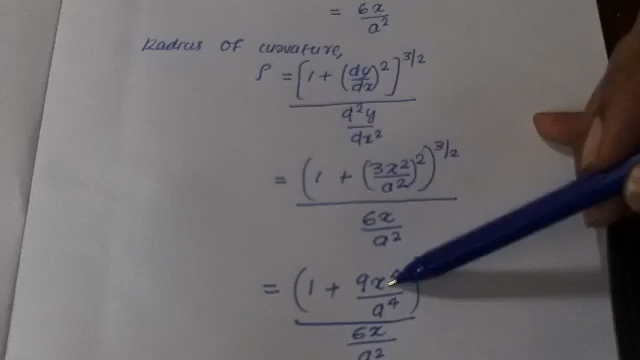 = 6x/a²
Radius of curvature,
ρ = [1 + (dy/dx)²]^3/2 / d²y/dx²
= (1 + (3x²/a²)²)^3/2 / 6x/a²
= (1 + 9x⁴/a⁴) / 6x/a²